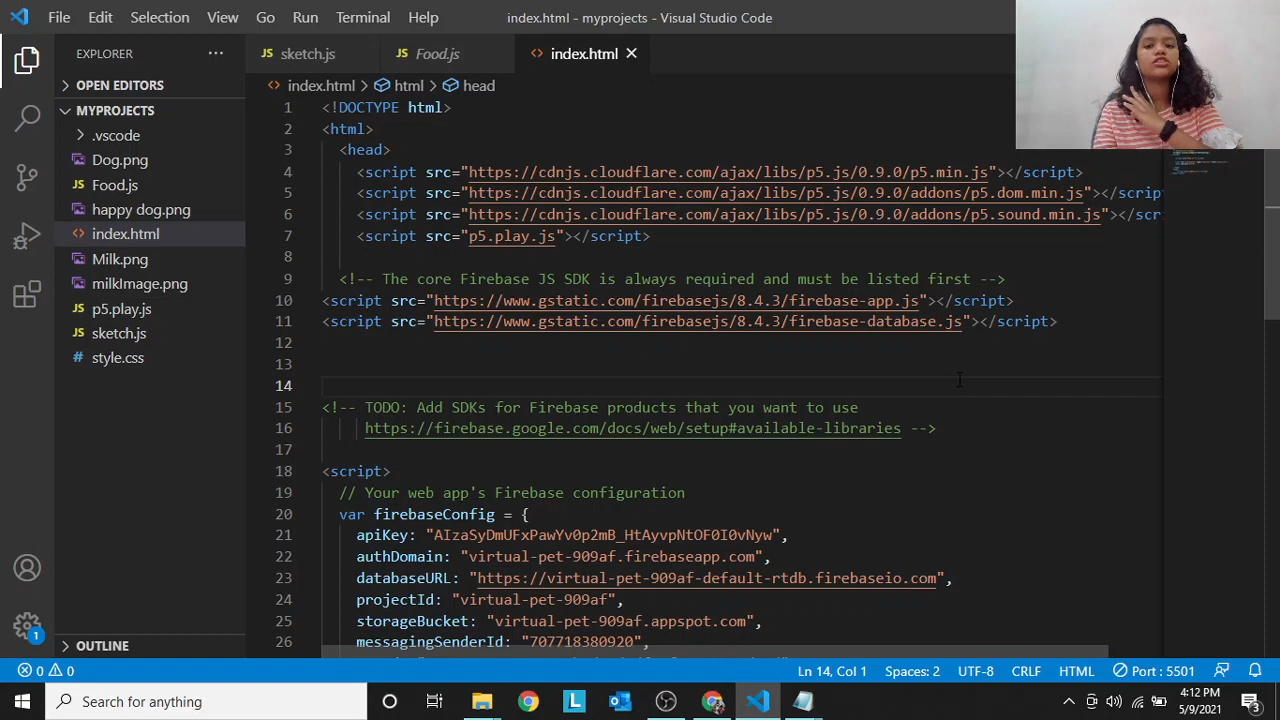 File Edit Selection View Go Run Terminal Help
index.html - myprojects - Visual Studio Code
EXPLORER
OPEN EDITORS
MYPROJECTS
.vscode
Dog.png
Food.js
happy dog.png
index.html
Milk.png
milkImage.png
p5.play.js
sketch.js
style.css
OUTLINE
sketch.js Food.js index.html
index.html html head
1 <!DOCTYPE html>
2 <html>
3 <head>
4 <script src="https://cdnjs.cloudflare.com/ajax/libs/p5.js/0.9.0/p5.min.js"></script>
5 <script src="https://cdnjs.cloudflare.com/ajax/libs/p5.js/0.9.0/addons/p5.dom.min.js"></scrip
6 <script src="https://cdnjs.cloudflare.com/ajax/libs/p5.js/0.9.0/addons/p5.sound.min.js"></sc
7 <script src="p5.play.js"></script>
8
9 <!-- The core Firebase JS SDK is always required and must be listed first -->
10 <script src="https://www.gstatic.com/firebasejs/8.4.3/firebase-app.js"></script>
11 <script src="https://www.gstatic.com/firebasejs/8.4.3/firebase-database.js"></script>
12
13
14
15 <!-- TODO: Add SDKs for Firebase products that you want to use
16 https://firebase.google.com/docs/web/setup#available-libraries -->
17
18 <script>
19 // Your web app's Firebase configuration
20 var firebaseConfig = {
21 apiKey: "AIzaSyDmUFxPawYv0p2mB_HtAyvpNtOF0I0vNyw",
22 authDomain: "virtual-pet-909af.firebaseapp.com",
23 databaseURL: "https://virtual-pet-909af-default-rtdb.firebaseio.com",
24 projectId: "virtual-pet-909af",
25 storageBucket: "virtual-pet-909af.appspot.com",
26 messagingSenderId: "707718380920",
1
0 0
Ln 14, Col 1 Spaces: 2 UTF-8 CRLF HTML Port : 5501
Search for anything
L
4:12 PM
5/9/2021
3